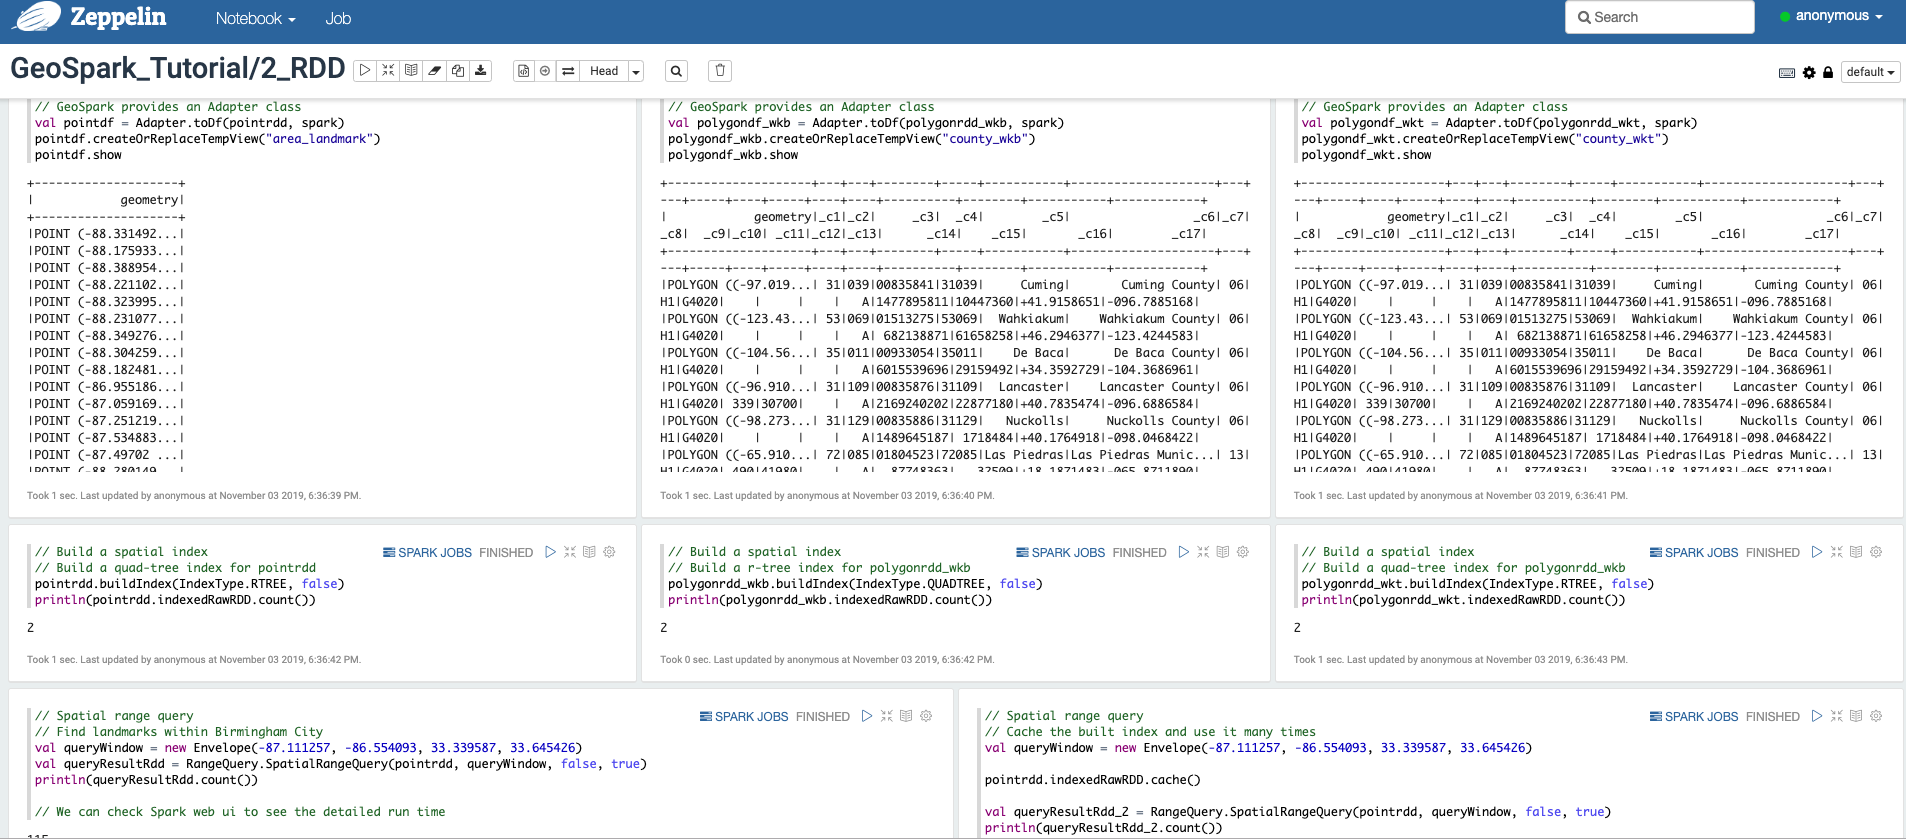 Zeppelin Notebook Job Search anonymous
GeoSpark_Tutorial/2_RDD Head default
// GeoSpark provides an Adapter class
val pointdf = Adapter.toDf(pointrdd, spark)
pointdf.createOrReplaceTempView("area_landmark")
pointdf.show
+--------------------+
|            geometry|
+--------------------+
|POINT (-88.331492...|
|POINT (-88.175933...|
|POINT (-88.388954...|
|POINT (-88.221102...|
|POINT (-88.323995...|
|POINT (-88.231077...|
|POINT (-88.349276...|
|POINT (-88.304259...|
|POINT (-88.182481...|
|POINT (-86.955186...|
|POINT (-87.059169...|
|POINT (-87.251219...|
|POINT (-87.534883...|
|POINT (-87.49702 ...|
|POINT (-88.280149...|
Took 1 sec. Last updated by anonymous at November 03 2019, 6:36:39 PM.
// GeoSpark provides an Adapter class
val polygondf_wkb = Adapter.toDf(polygonrdd_wkb, spark)
polygondf_wkb.createOrReplaceTempView("county_wkb")
polygondf_wkb.show
+--------------------+---+---+--------+-----+-----------+--------------------+---+
---+-----+----+-----+----+----+----------+--------+-----------+------------+
|            geometry|_c1|_c2|     _c3|  _c4|        _c5|                 _c6|_c7|
_c8|  _c9|_c10| _c11|_c12|_c13|      _c14|    _c15|       _c16|        _c17|
+--------------------+---+---+--------+-----+-----------+--------------------+---+
---+-----+----+-----+----+----+----------+--------+-----------+------------+
|POLYGON ((-97.019...| 31|039|00835841|31039|     Cuming|       Cuming County| 06|
H1|G4020|    |     |    |   A|1477895811|10447360|+41.9158651|-096.7885168|
|POLYGON ((-123.43...| 53|069|01513275|53069|  Wahkiakum|    Wahkiakum County| 06|
H1|G4020|    |     |    |   A| 682138871|61658258|+46.2946377|-123.4244583|
|POLYGON ((-104.56...| 35|011|00933054|35011|    De Baca|      De Baca County| 06|
H1|G4020|    |     |    |   A|6015539696|29159492|+34.3592729|-104.3686961|
|POLYGON ((-96.910...| 31|109|00835876|31109|  Lancaster|    Lancaster County| 06|
H1|G4020| 339|30700|    |   A|2169240202|22877180|+40.7835474|-096.6886584|
|POLYGON ((-98.273...| 31|129|00835886|31129|   Nuckolls|     Nuckolls County| 06|
H1|G4020|    |     |    |   A|1489645187| 1718484|+40.1764918|-098.0468422|
|POLYGON ((-65.910...| 72|085|01804523|72085|Las Piedras|Las Piedras Munic...| 13|
H1|G4020| 490|41980|    |   A|  87748363|   32509|+18.1871483|-065.8711890|
Took 1 sec. Last updated by anonymous at November 03 2019, 6:36:40 PM.
// GeoSpark provides an Adapter class
val polygondf_wkt = Adapter.toDf(polygonrdd_wkt, spark)
polygondf_wkt.createOrReplaceTempView("county_wkt")
polygondf_wkt.show
+--------------------+---+---+--------+-----+-----------+--------------------+---+
---+-----+----+-----+----+----+----------+--------+-----------+------------+
|            geometry|_c1|_c2|     _c3|  _c4|        _c5|                 _c6|_c7|
_c8|  _c9|_c10| _c11|_c12|_c13|      _c14|    _c15|       _c16|        _c17|
+--------------------+---+---+--------+-----+-----------+--------------------+---+
---+-----+----+-----+----+----+----------+--------+-----------+------------+
|POLYGON ((-97.019...| 31|039|00835841|31039|     Cuming|       Cuming County| 06|
H1|G4020|    |     |    |   A|1477895811|10447360|+41.9158651|-096.7885168|
|POLYGON ((-123.43...| 53|069|01513275|53069|  Wahkiakum|    Wahkiakum County| 06|
H1|G4020|    |     |    |   A| 682138871|61658258|+46.2946377|-123.4244583|
|POLYGON ((-104.56...| 35|011|00933054|35011|    De Baca|      De Baca County| 06|
H1|G4020|    |     |    |   A|6015539696|29159492|+34.3592729|-104.3686961|
|POLYGON ((-96.910...| 31|109|00835876|31109|  Lancaster|    Lancaster County| 06|
H1|G4020| 339|30700|    |   A|2169240202|22877180|+40.7835474|-096.6886584|
|POLYGON ((-98.273...| 31|129|00835886|31129|   Nuckolls|     Nuckolls County| 06|
H1|G4020|    |     |    |   A|1489645187| 1718484|+40.1764918|-098.0468422|
|POLYGON ((-65.910...| 72|085|01804523|72085|Las Piedras|Las Piedras Munic...| 13|
H1|G4020| 490|41980|    |   A|  87748363|   32509|+18.1871483|-065.8711890|
Took 1 sec. Last updated by anonymous at November 03 2019, 6:36:41 PM.
// Build a spatial index SPARK JOBS FINISHED
// Build a quad-tree index for pointrdd
pointrdd.buildIndex(IndexType.RTREE, false)
println(pointrdd.indexedRawRDD.count())
2
Took 1 sec. Last updated by anonymous at November 03 2019, 6:36:42 PM.
// Build a spatial index SPARK JOBS FINISHED
// Build a r-tree index for polygonrdd_wkb
polygonrdd_wkb.buildIndex(IndexType.QUADTREE, false)
println(polygonrdd_wkb.indexedRawRDD.count())
2
Took 0 sec. Last updated by anonymous at November 03 2019, 6:36:42 PM.
// Build a spatial index SPARK JOBS FINISHED
// Build a quad-tree index for polygonrdd_wkb
polygonrdd_wkt.buildIndex(IndexType.RTREE, false)
println(polygonrdd_wkt.indexedRawRDD.count())
2
Took 1 sec. Last updated by anonymous at November 03 2019, 6:36:43 PM.
// Spatial range query SPARK JOBS FINISHED
// Find landmarks within Birmingham City
val queryWindow = new Envelope(-87.111257, -86.554093, 33.339587, 33.645426)
val queryResultRdd = RangeQuery.SpatialRangeQuery(pointrdd, queryWindow, false, true)
println(queryResultRdd.count())
// We can check Spark web ui to see the detailed run time
// Spatial range query SPARK JOBS FINISHED
// Cache the built index and use it many times
val queryWindow = new Envelope(-87.111257, -86.554093, 33.339587, 33.645426)
pointrdd.indexedRawRDD.cache()
val queryResultRdd_2 = RangeQuery.SpatialRangeQuery(pointrdd, queryWindow, false, true)
println(queryResultRdd_2.count())